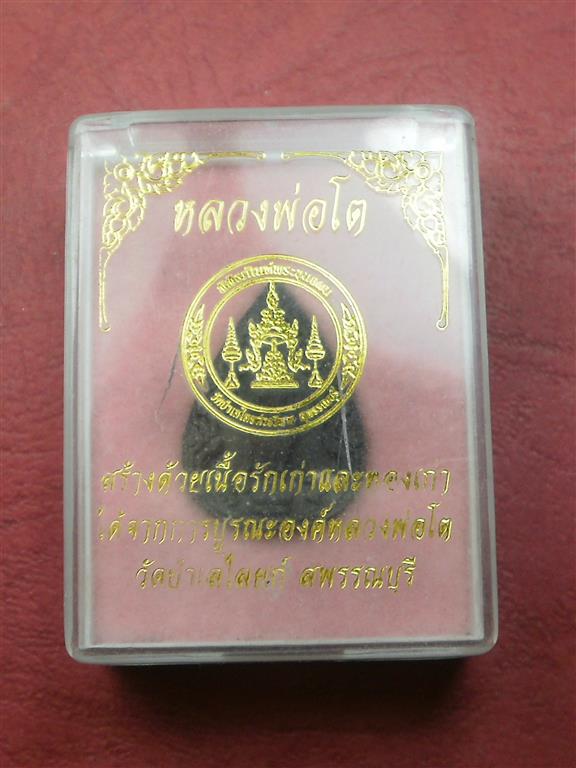 หลวงพ่อโต
สร้างด้วยเนื้อรักเก่าและทองเก่า
ได้จากการบูรณะองค์หลวงพ่อโต
วัดป่าเลไลยก์ สุพรรณบุรี